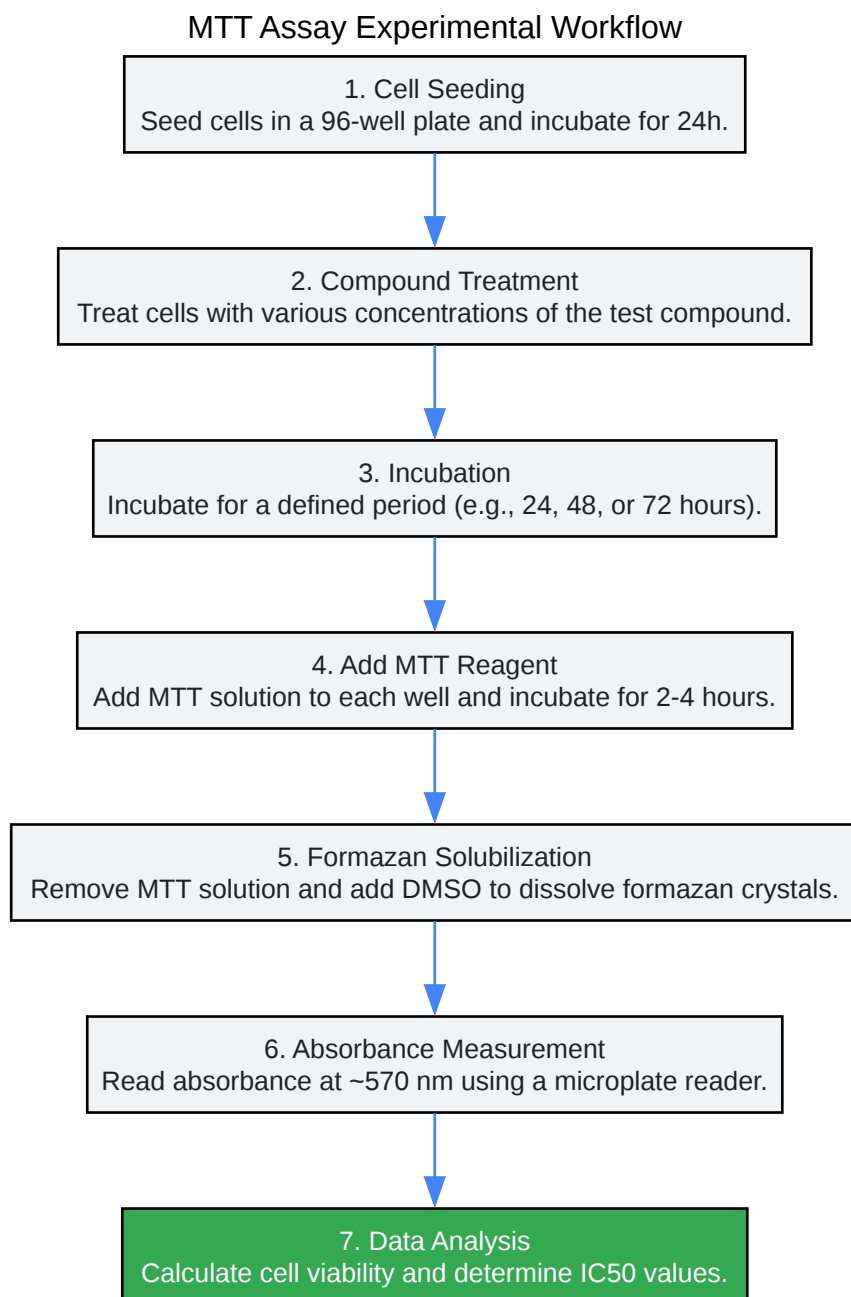 MTT Assay Experimental Workflow
1. Cell Seeding
Seed cells in a 96-well plate and incubate for 24h.
2. Compound Treatment
Treat cells with various concentrations of the test compound.
3. Incubation
Incubate for a defined period (e.g., 24, 48, or 72 hours).
4. Add MTT Reagent
Add MTT solution to each well and incubate for 2-4 hours.
5. Formazan Solubilization
Remove MTT solution and add DMSO to dissolve formazan crystals.
6. Absorbance Measurement
Read absorbance at ~570 nm using a microplate reader.
7. Data Analysis
Calculate cell viability and determine IC50 values.